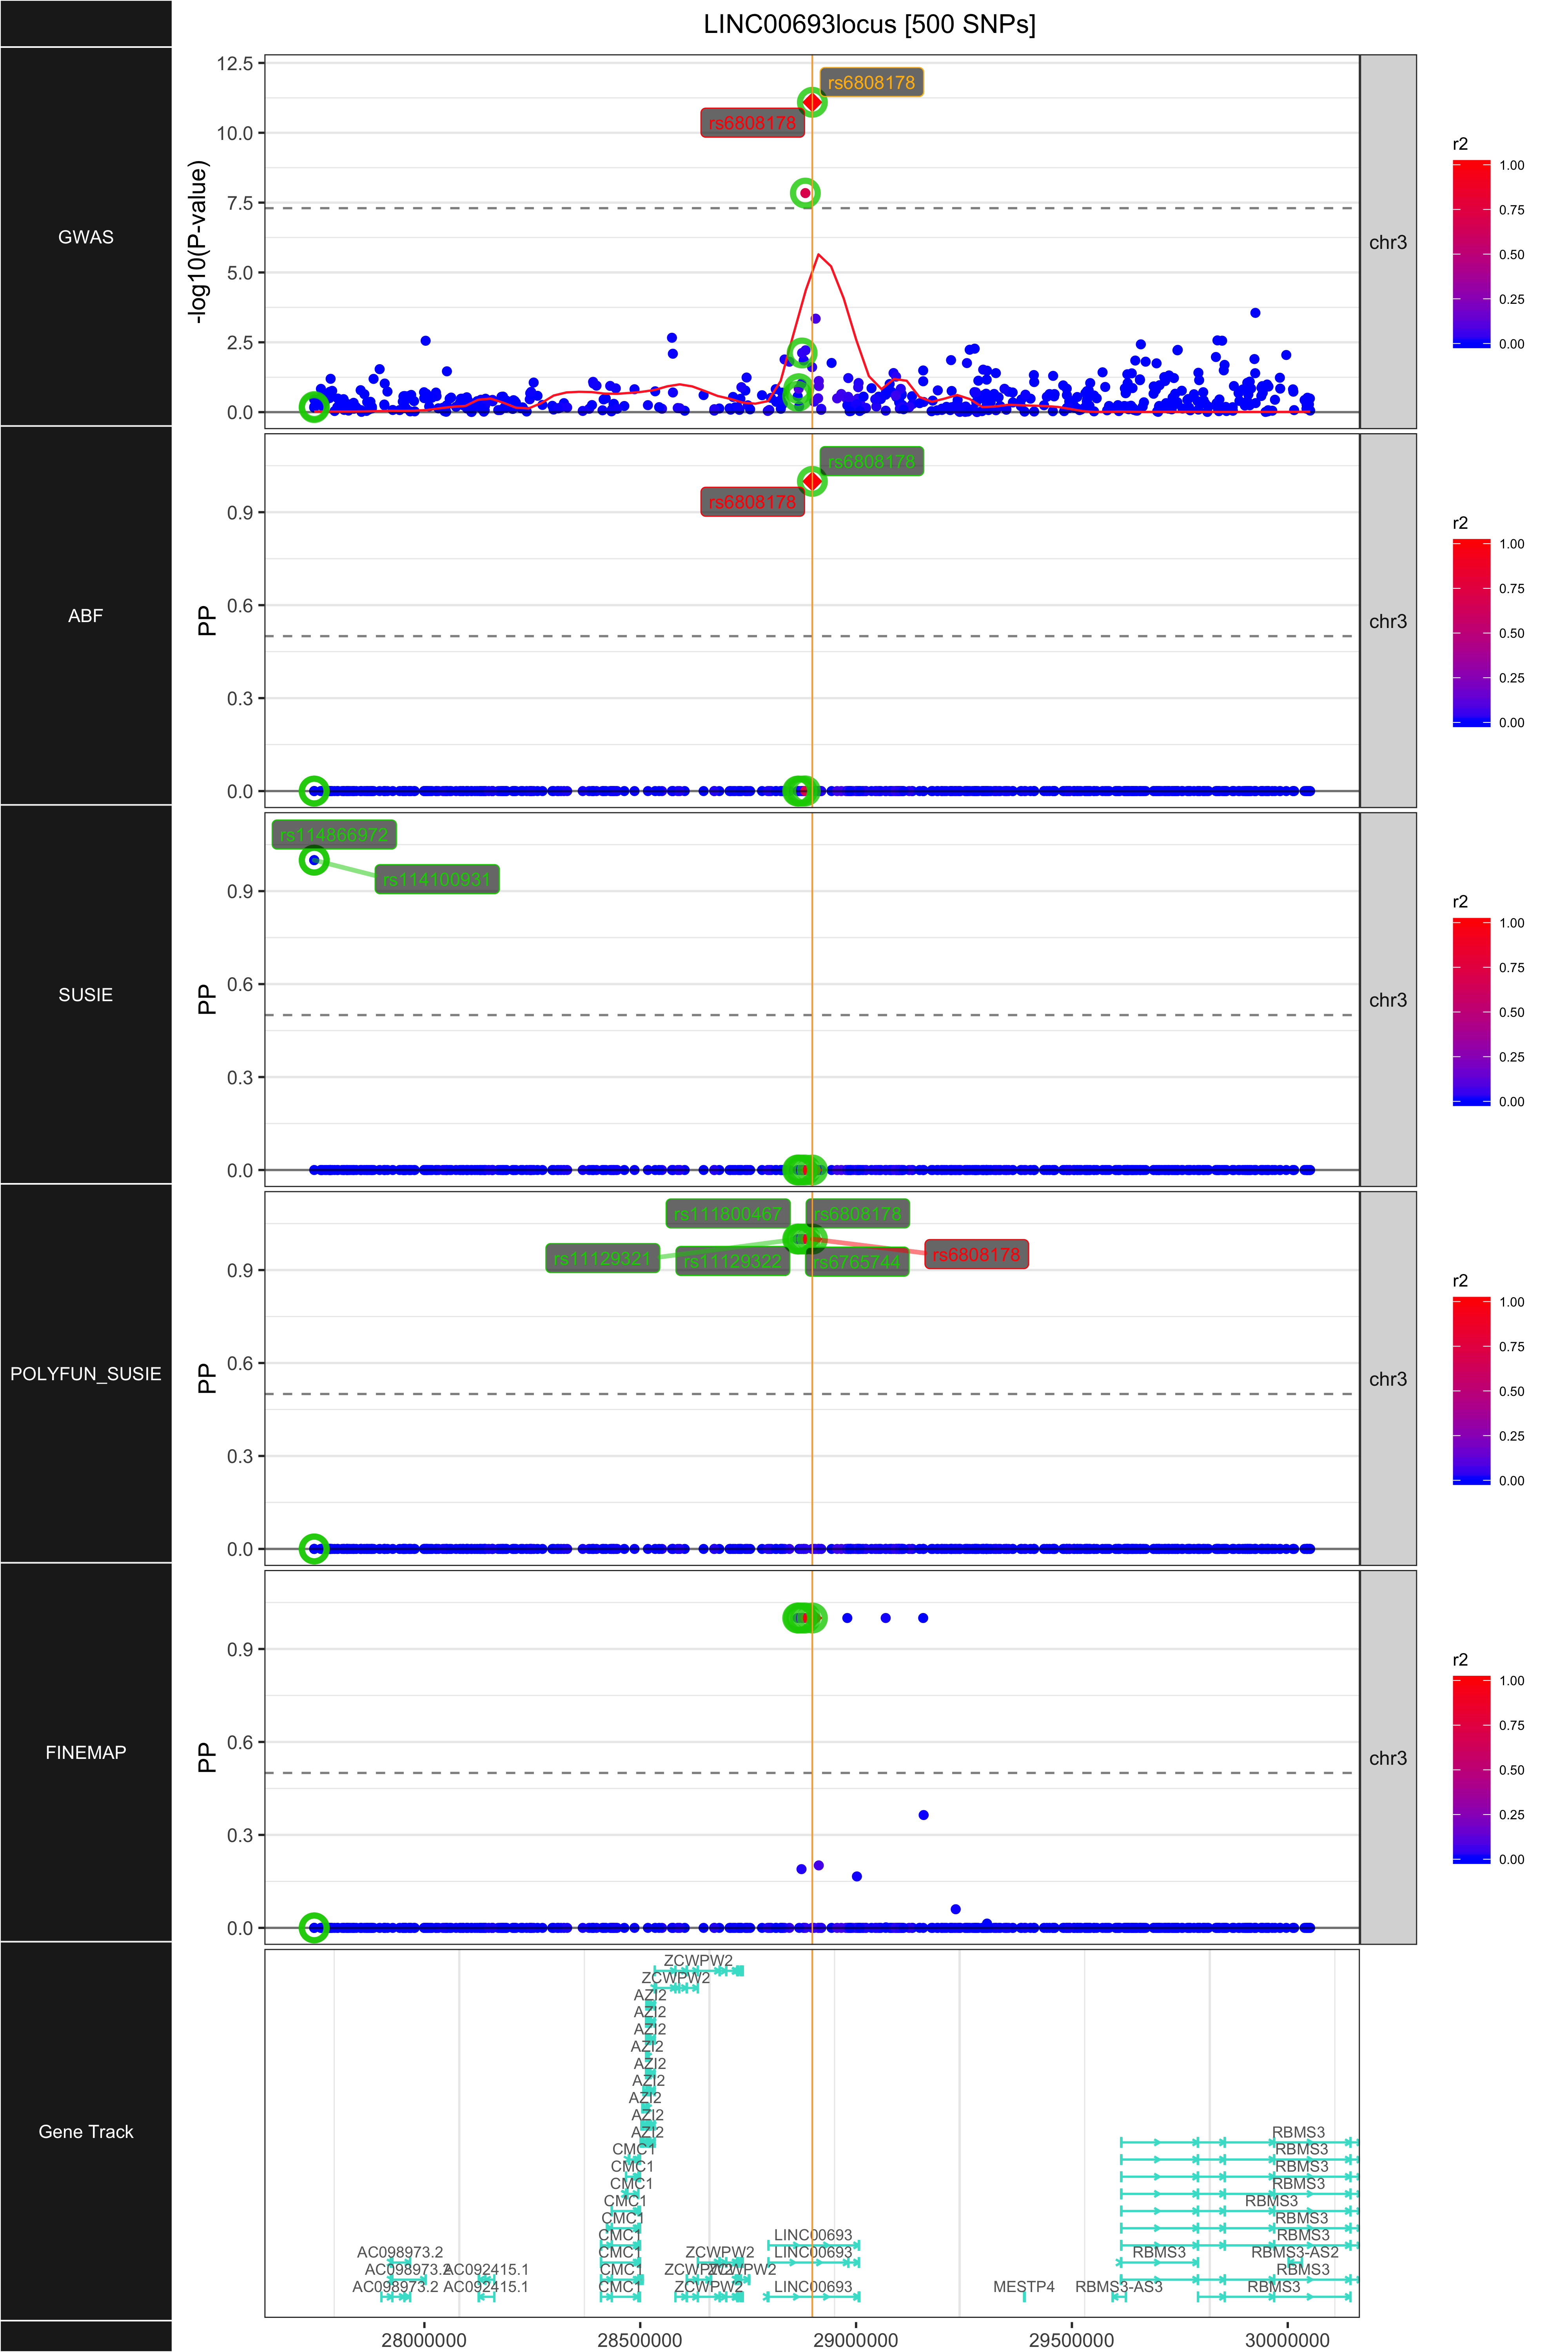 LINC00693locus [500 SNPs]
GWAS
-log10(P-value)
12.5
10.0
7.5
5.0
2.5
0.0
rs6808178
rs6808178
chr3
r2
1.00
0.75
0.50
0.25
0.00
ABF
PP
0.9
0.6
0.3
0.0
rs6808178
rs6808178
chr3
r2
1.00
0.75
0.50
0.25
0.00
SUSIE
PP
0.9
0.6
0.3
0.0
rs114866972
rs114100931
chr3
r2
1.00
0.75
0.50
0.25
0.00
POLYFUN_SUSIE
PP
0.9
0.6
0.3
0.0
rs111800467
rs6808178
rs11129321
rs11129322
rs6765744
rs6808178
chr3
r2
1.00
0.75
0.50
0.25
0.00
FINEMAP
PP
0.9
0.6
0.3
0.0
chr3
r2
1.00
0.75
0.50
0.25
0.00
Gene Track
ZCWPW2
ZCWPW2
AZI2
AZI2
AZI2
AZI2
AZI2
AZI2
AZI2
AZI2
AZI2 RBMS3
CMC1 RBMS3
CMC1 RBMS3
CMC1 RBMS3
CMC1 RBMS3
CMC1 RBMS3
CMC1 LINC00693 RBMS3
AC098973.2 CMC1 ZCWPW2 LINC00693 RBMS3 RBMS3-AS2
AC098973.2 AC092415.1 CMC1 ZCWPW2 ZCWPW2 RBMS3
AC098973.2 AC092415.1 CMC1 ZCWPW2 LINC00693 MESTP4 RBMS3-AS3 RBMS3
28000000 28500000 29000000 29500000 30000000